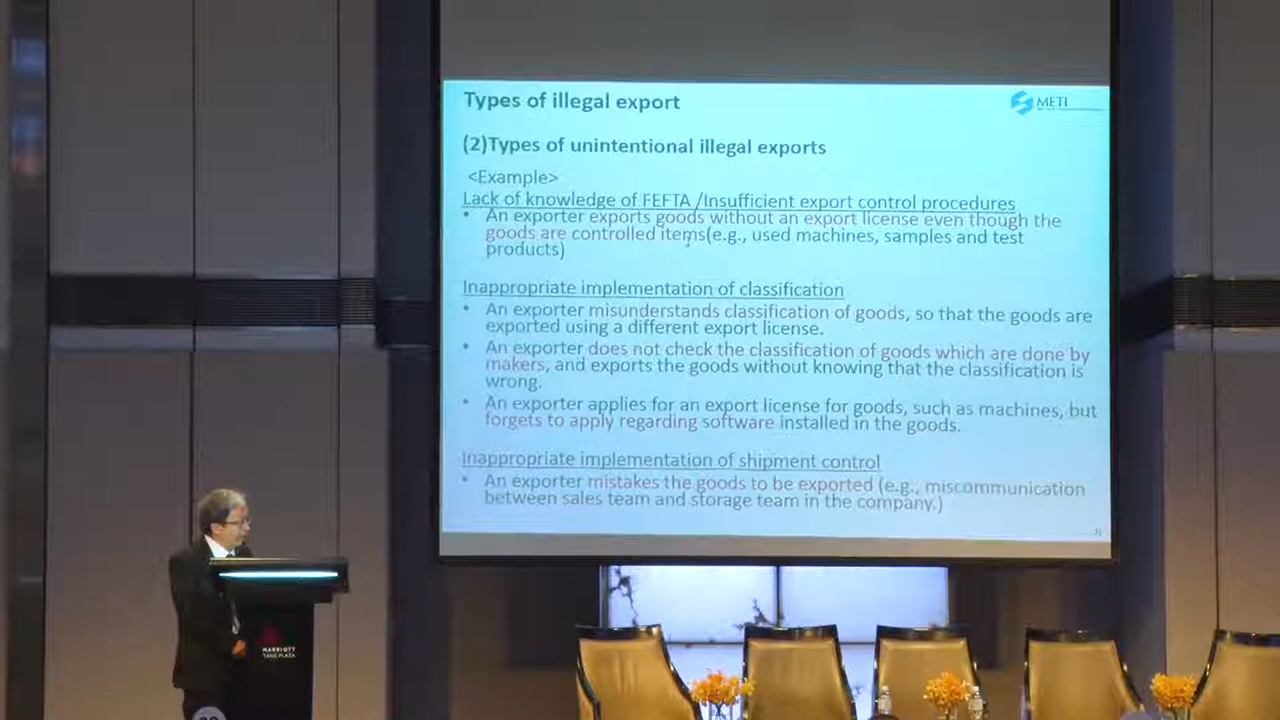 Types of illegal export
METI
(2)Types of unintentional illegal exports
<Example>
Lack of knowledge of FEFTA /Insufficient export control procedures
• An exporter exports goods without an export license even though the
goods are controlled items(e.g., used machines, samples and test
products)
Inappropriate implementation of classification
• An exporter misunderstands classification of goods, so that the goods are
exported using a different export license.
• An exporter does not check the classification of goods which are done by
makers, and exports the goods without knowing that the classification is
wrong.
• An exporter applies for an export license for goods, such as machines, but
forgets to apply regarding software installed in the goods.
Inappropriate implementation of shipment control
• An exporter mistakes the goods to be exported (e.g., miscommunication
between sales team and storage team in the company.)
8
MARRIOTT
TANG PLAZA